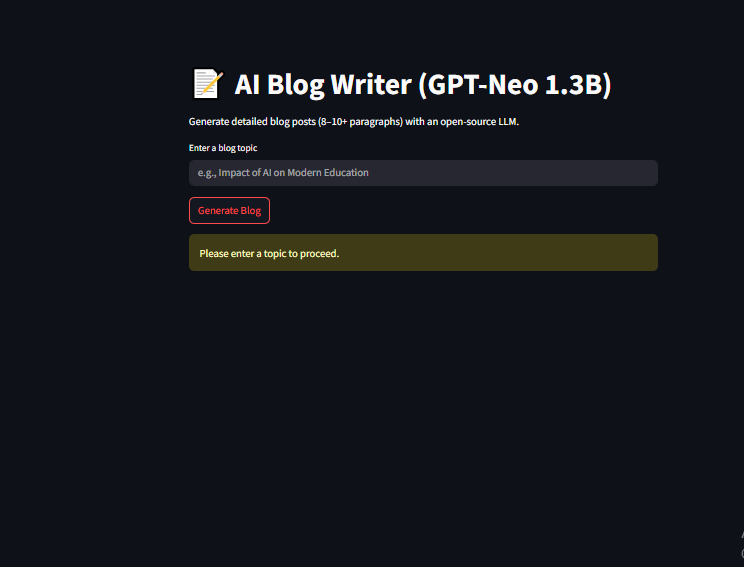 AI Blog Writer (GPT-Neo 1.3B)
Generate detailed blog posts (8–10+ paragraphs) with an open-source LLM.
Enter a blog topic
e.g., Impact of AI on Modern Education
Generate Blog
Please enter a topic to proceed.